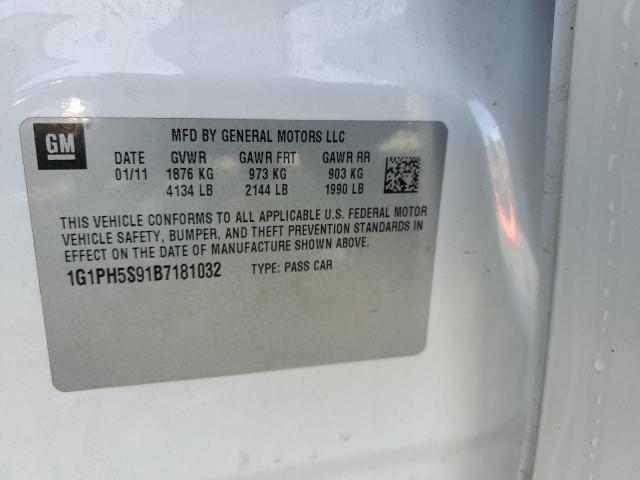 GM
MFD BY GENERAL MOTORS LLC
DATE GVWR GAWR FRT GAWR RR
01/11 1876 KG 973 KG 903 KG
4134 LB 2144 LB 1990 LB
THIS VEHICLE CONFORMS TO ALL APPLICABLE U.S. FEDERAL MOTOR
VEHICLE SAFETY, BUMPER, AND THEFT PREVENTION STANDARDS IN
EFFECT ON THE DATE OF MANUFACTURE SHOWN ABOVE.
1G1PH5S91B7181032 TYPE: PASS CAR